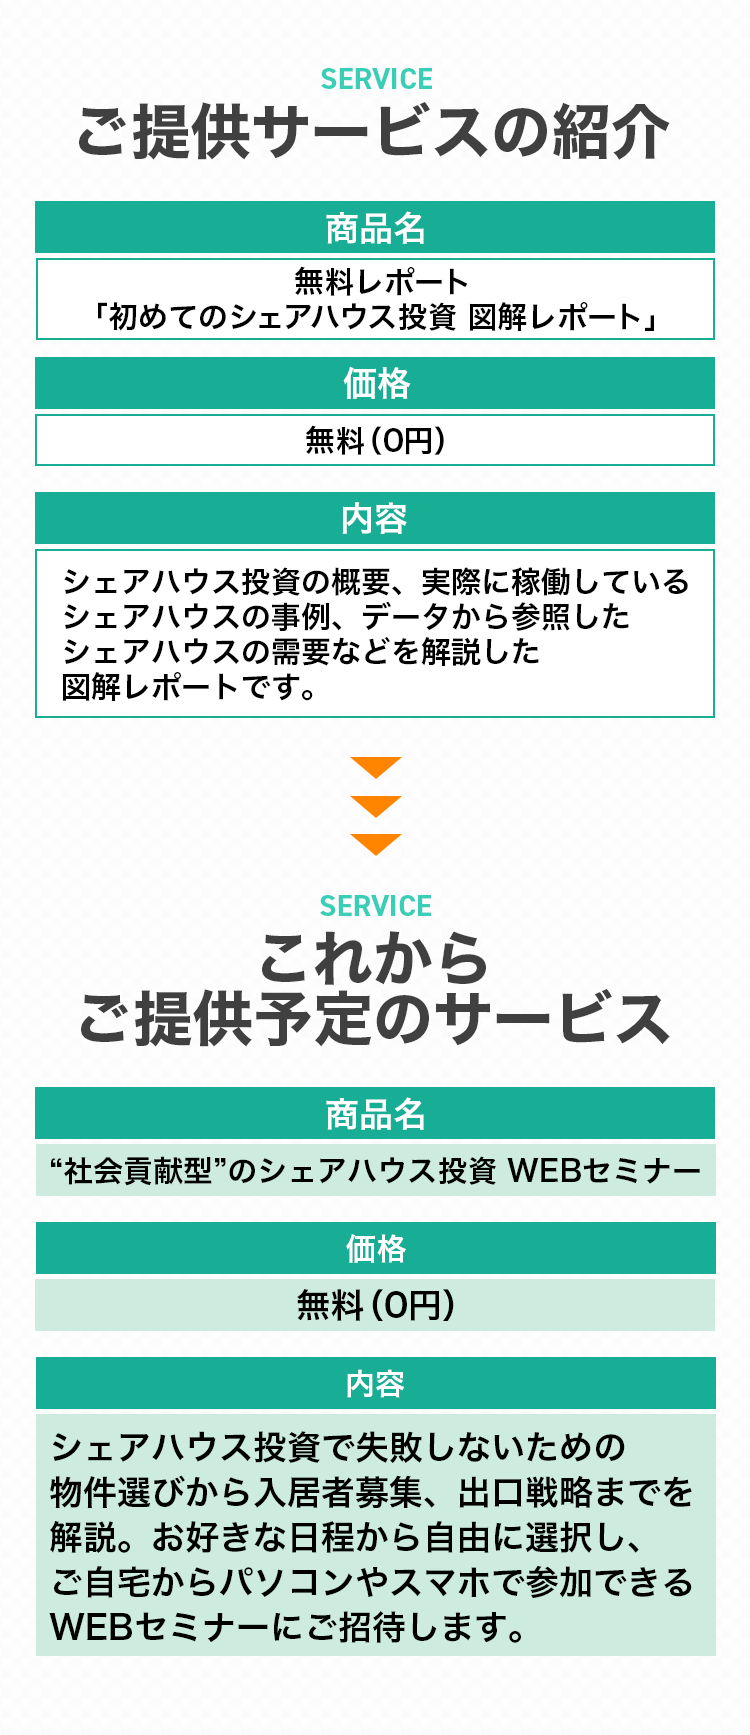 SERVICE
ご提供サービスの紹介
商品名
無料レポート
「初めてのシェアハウス投資 図解レポート」
価格
無料（0円）
内容
シェアハウス投資の概要、実際に稼働している
シェアハウスの事例、データから参照した
シェアハウスの需要などを解説した
図解レポートです。
SERVICE
これから
ご提供予定のサービス
商品名
“社会貢献型”のシェアハウス投資 WEBセミナー
価格
無料（0円）
内容
シェアハウス投資で失敗しないための
物件選びから入居者募集、出口戦略までを
解説。お好きな日程から自由に選択し、
ご自宅からパソコンやスマホで参加できる
WEBセミナーにご招待します。